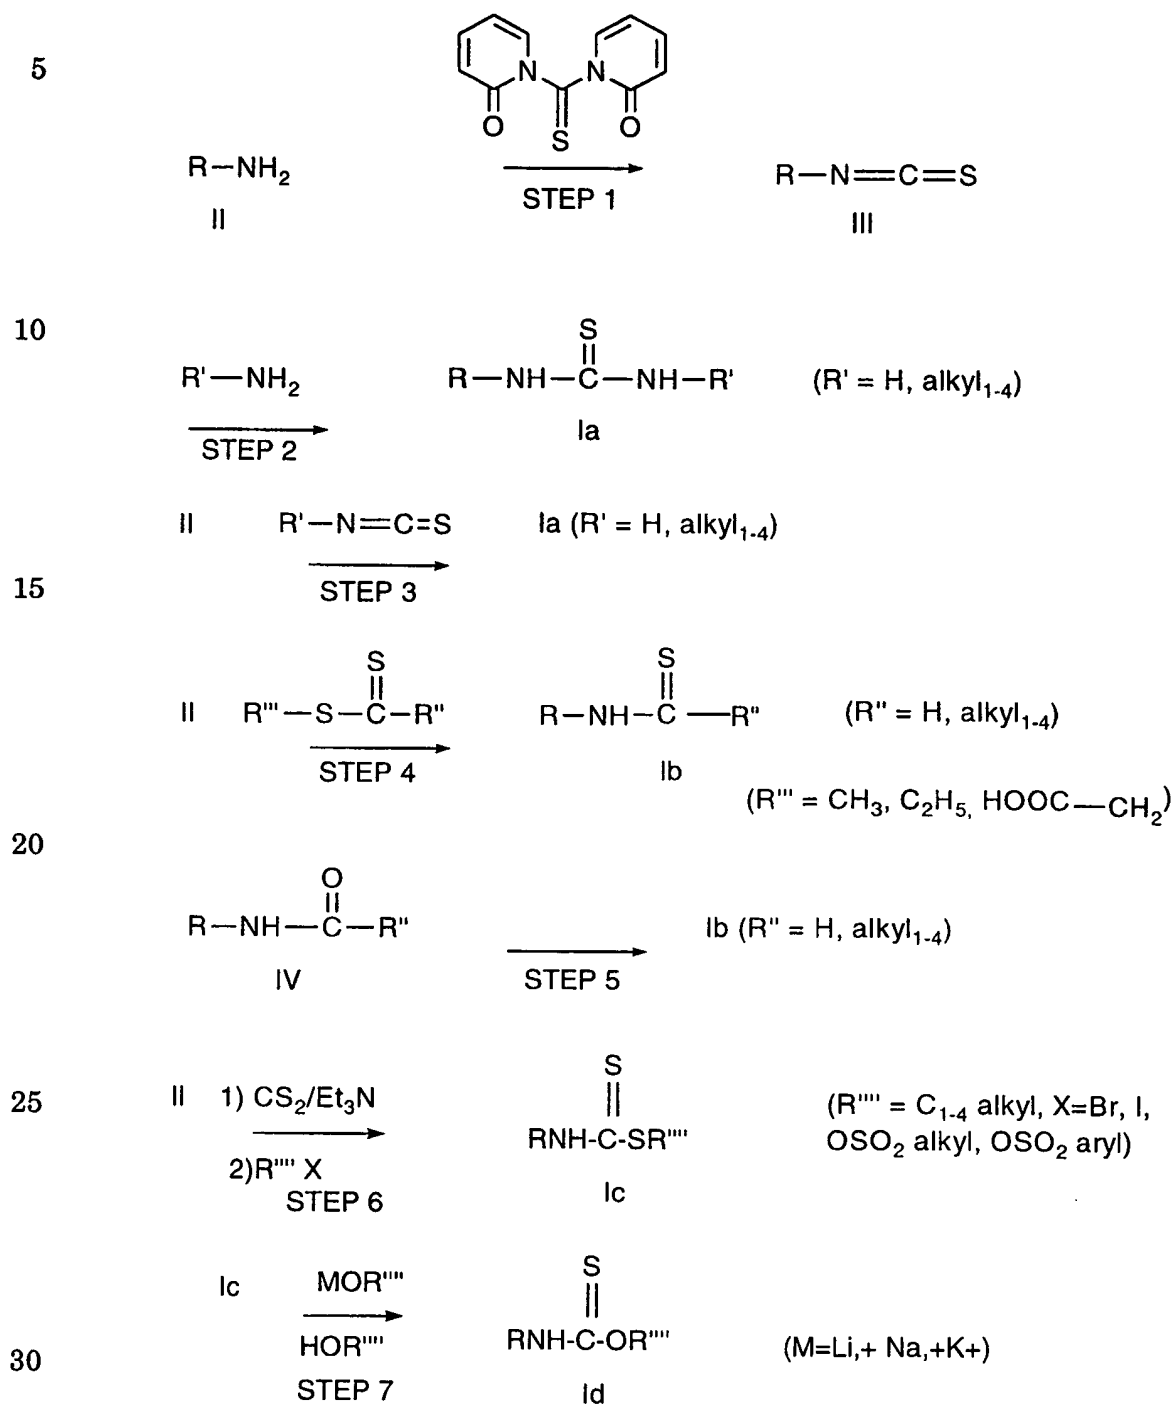 5
N N
O S O
R—NH₂ R—N=C=S
STEP 1
II III
10
S
R'—NH₂ R—NH—C—NH—R' (R' = H, alkyl₁₋₄)
STEP 2 Ia
II R'—N=C=S Ia (R' = H, alkyl₁₋₄)
15
STEP 3
S S
II R''''—S—C—R" R—NH—C—R" (R" = H, alkyl₁₋₄)
STEP 4 Ib
(R''' = CH₃, C₂H₅, HOOC—CH₂)
20
O
R—NH—C—R" Ib (R" = H, alkyl₁₋₄)
IV STEP 5
S
25
II 1) CS₂/Et₃N (R'''' = C₁₋₄ alkyl, X=Br, I,
RNH-C-SR'''' OSO₂ alkyl, OSO₂ aryl)
2)R'''' X
STEP 6 Ic
S
Ic MOR''''
HOR'''' RNH-C-OR'''' (M=Li,+ Na,+K+)
30
STEP 7 Id